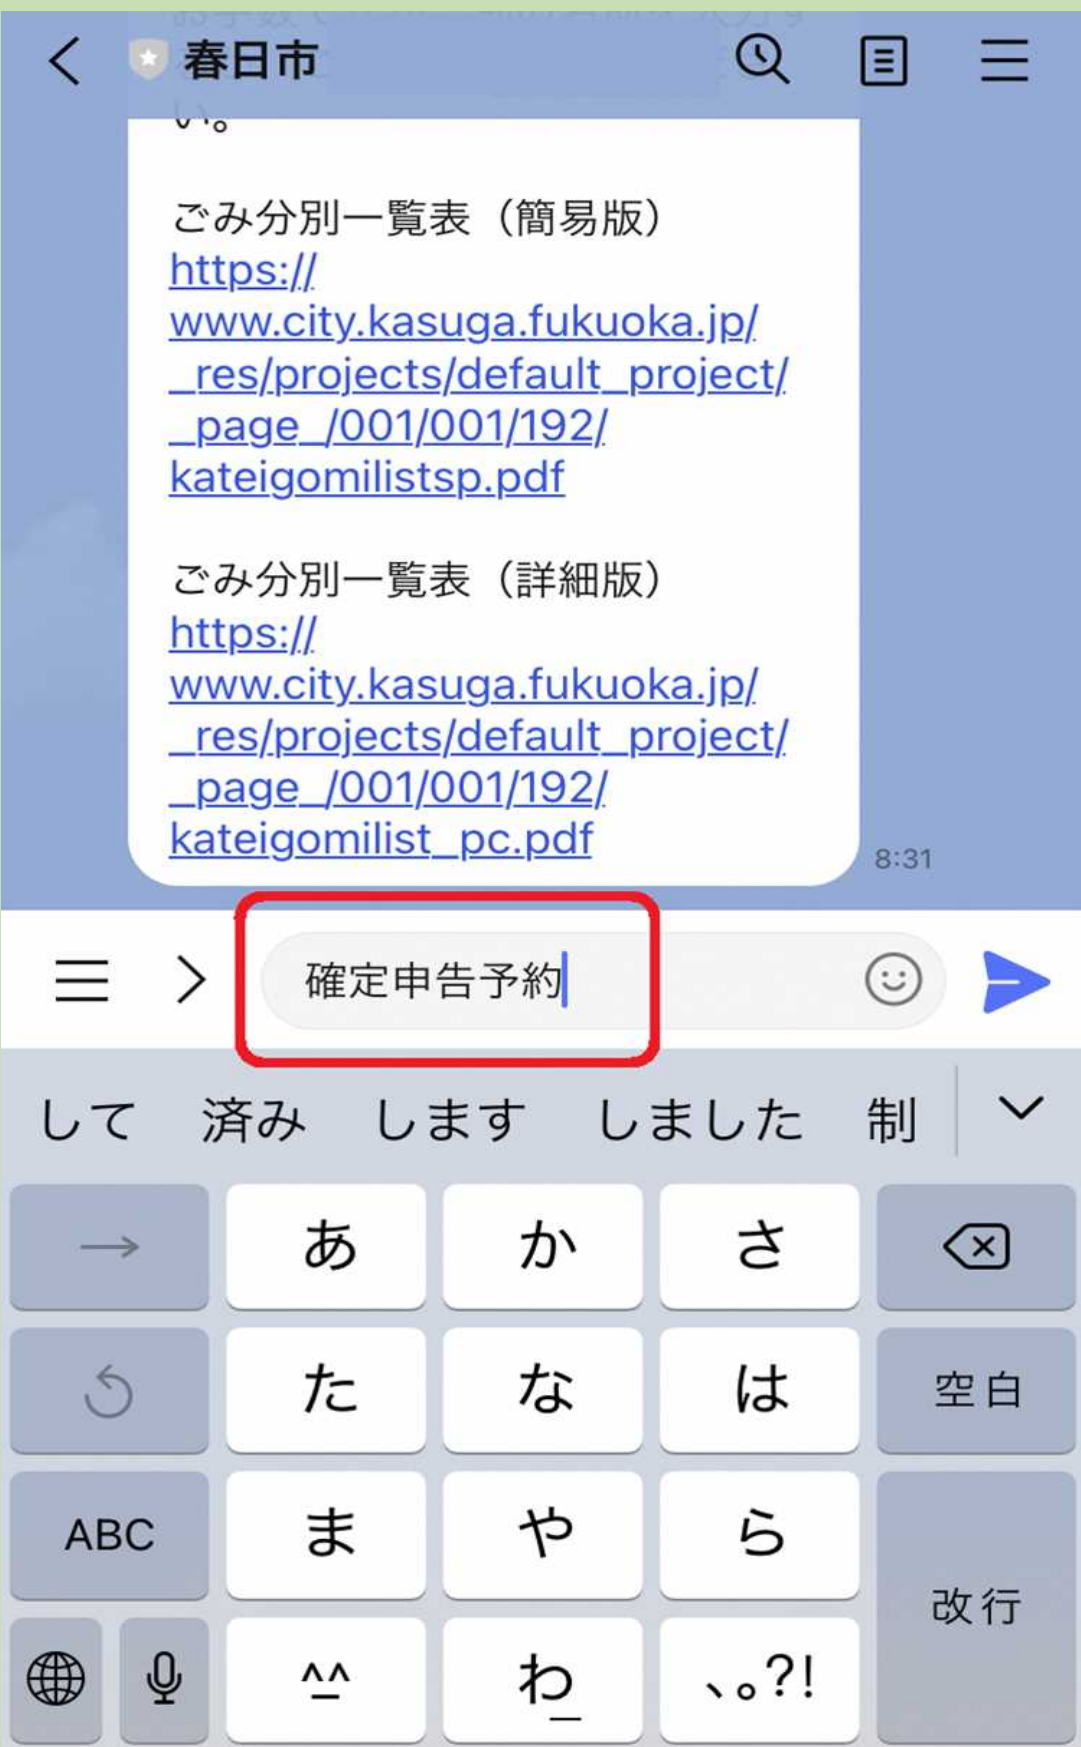 春日市
い。
ごみ分別一覧表（簡易版）
https://
www.city.kasuga.fukuoka.jp/
_res/projects/default_project/
_page_/001/001/192/
kateigomilistsp.pdf
ごみ分別一覧表（詳細版）
https://
www.city.kasuga.fukuoka.jp/
_res/projects/default_project/
_page_/001/001/192/
kateigomilist_pc.pdf
8:31
確定申告予約
して 済み します しました 制
→ あ か さ
た な は 空白
ABC ま や ら
改行
^^ わ 、。?!